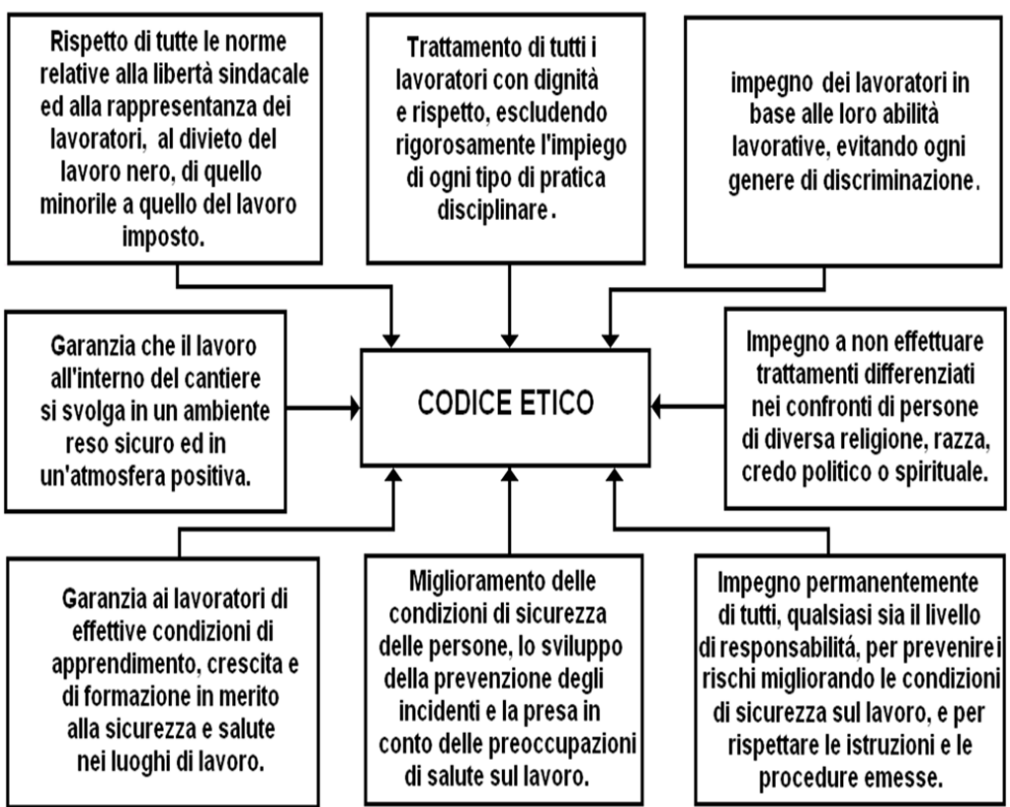 Rispetto di tutte le norme
relative alla libertà sindacale
ed alla rappresentanza dei
lavoratori, al divieto del
lavoro nero, di quello
minorile a quello del lavoro
imposto.
Trattamento di tutti i
lavoratori con dignità
e rispetto, escludendo
rigorosamente l'impiego
di ogni tipo di pratica
disciplinare.
impegno dei lavoratori in
base alle loro abilità
lavorative, evitando ogni
genere di discriminazione.
Garanzia che il lavoro
all'interno del cantiere
si svolga in un ambiente
reso sicuro ed in
un'atmosfera positiva.
CODICE ETICO
Impegno a non effettuare
trattamenti differenziati
nei confronti di persone
di diversa religione, razza,
credo politico o spirituale.
Garanzia ai lavoratori di
effettive condizioni di
apprendimento, crescita e
di formazione in merito
alla sicurezza e salute
nei luoghi di lavoro.
Miglioramento delle
condizioni di sicurezza
delle persone, lo sviluppo
della prevenzione degli
incidenti e la presa in
conto delle preoccupazioni
di salute sul lavoro.
Impegno permanentemente
di tutti, qualsiasi sia il livello
di responsabilitá, per prevenire i
rischi migliorando le condizioni
di sicurezza sul lavoro, e per
rispettare le istruzioni e le
procedure emesse.